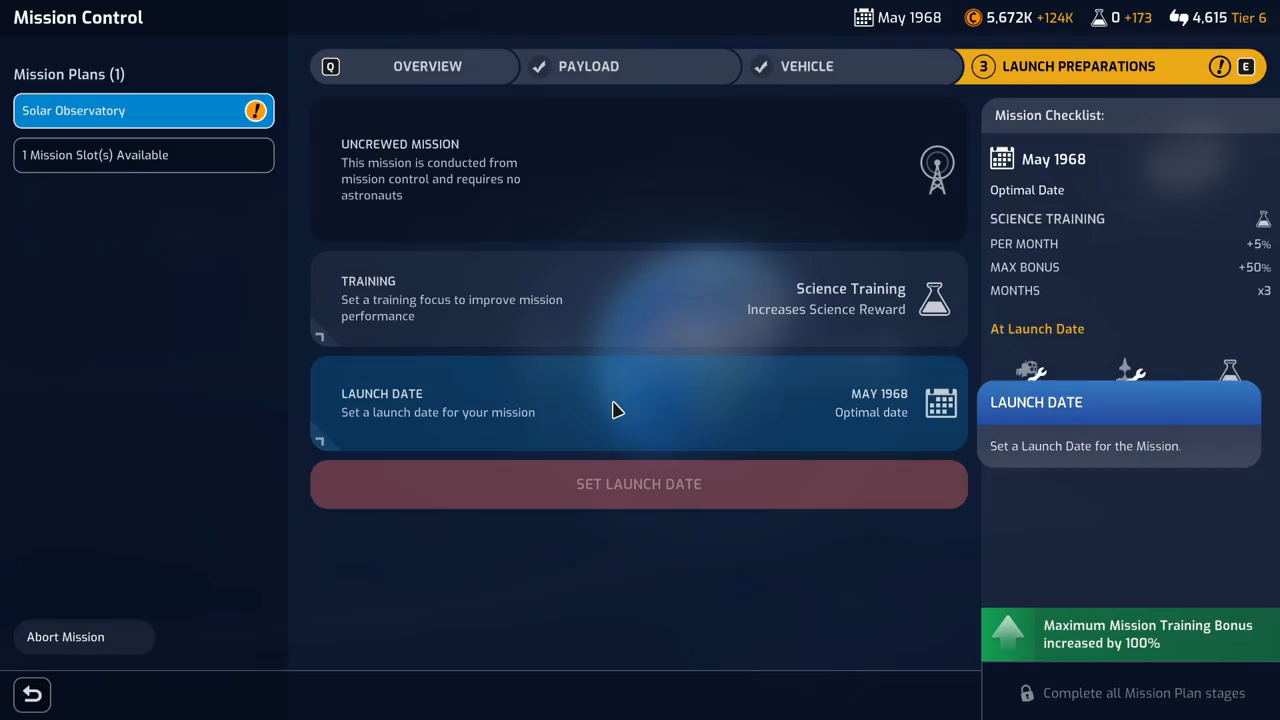 Mission Control
May 1968
5,672K +124K
0 +173
4,615 Tier 6
Mission Plans (1)
Solar Observatory
!
1 Mission Slot(s) Available
Abort Mission
Q
OVERVIEW
PAYLOAD
VEHICLE
3 LAUNCH PREPARATIONS
!
E
UNCREWED MISSION
This mission is conducted from
mission control and requires no
astronauts
TRAINING
Set a training focus to improve mission
performance
Science Training
Increases Science Reward
LAUNCH DATE
Set a launch date for your mission
MAY 1968
Optimal date
SET LAUNCH DATE
Mission Checklist:
May 1968
Optimal Date
SCIENCE TRAINING
PER MONTH +5%
MAX BONUS +50%
MONTHS x3
At Launch Date
LAUNCH DATE
Set a Launch Date for the Mission.
Maximum Mission Training Bonus
increased by 100%
Complete all Mission Plan stages